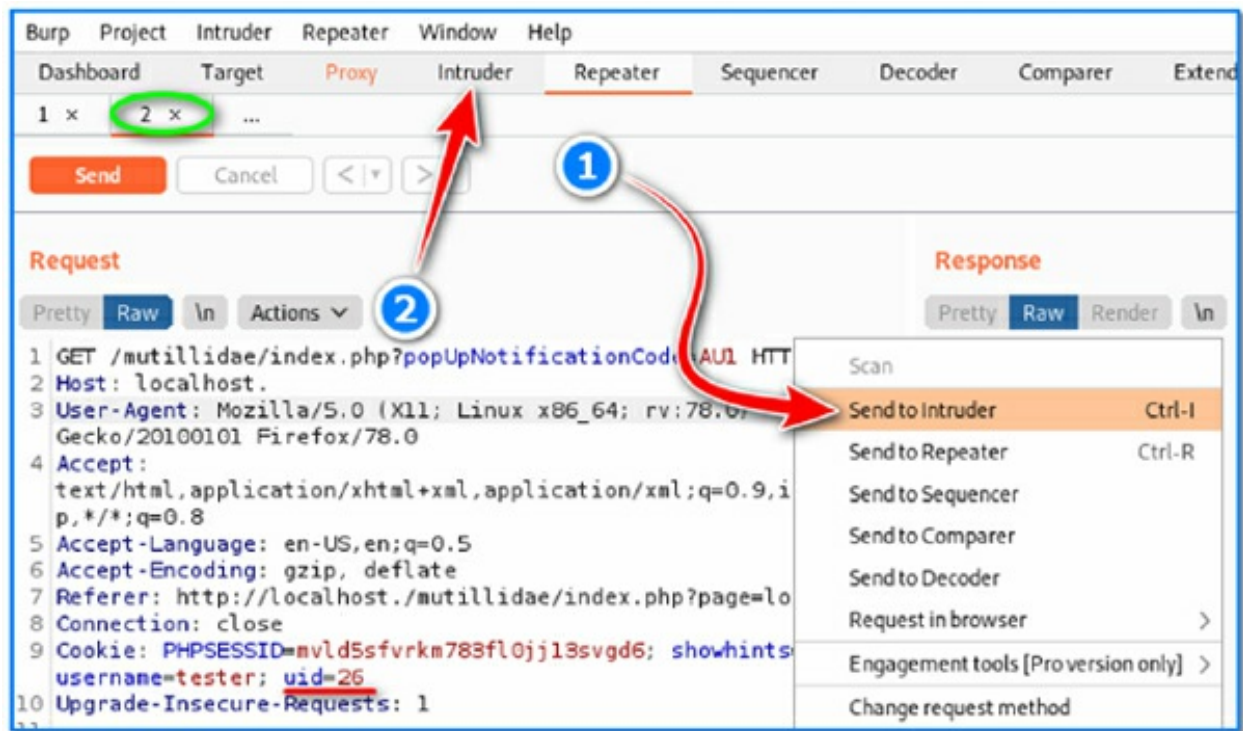 Burp Project Intruder Repeater Window Help
Dashboard Target Proxy Intruder Repeater Sequencer Decoder Comparer Extend
1 × 2 × ...
Send Cancel < | ▾ >
1
2
Request
Response
Pretty Raw \n Actions
Pretty Raw Render \n
1 GET /mutillidae/index.php?popUpNotificationCode=AU1 HTT
2 Host: localhost.
3 User-Agent: Mozilla/5.0 (X11; Linux x86_64; rv:78.0)
Gecko/20100101 Firefox/78.0
4 Accept:
text/html,application/xhtml+xml,application/xml;q=0.9,i
p,*/*;q=0.8
5 Accept-Language: en-US,en;q=0.5
6 Accept-Encoding: gzip, deflate
7 Referer: http://localhost./mutillidae/index.php?page=lo
8 Connection: close
9 Cookie: PHPSESSID=mvld5sfvrkm783fl0jj13svgd6; showhints=
username=tester; uid=26
10 Upgrade-Insecure-Requests: 1
Scan
Send to Intruder Ctrl-I
Send to Repeater Ctrl-R
Send to Sequencer
Send to Comparer
Send to Decoder
Request in browser >
Engagement tools [Pro version only] >
Change request method